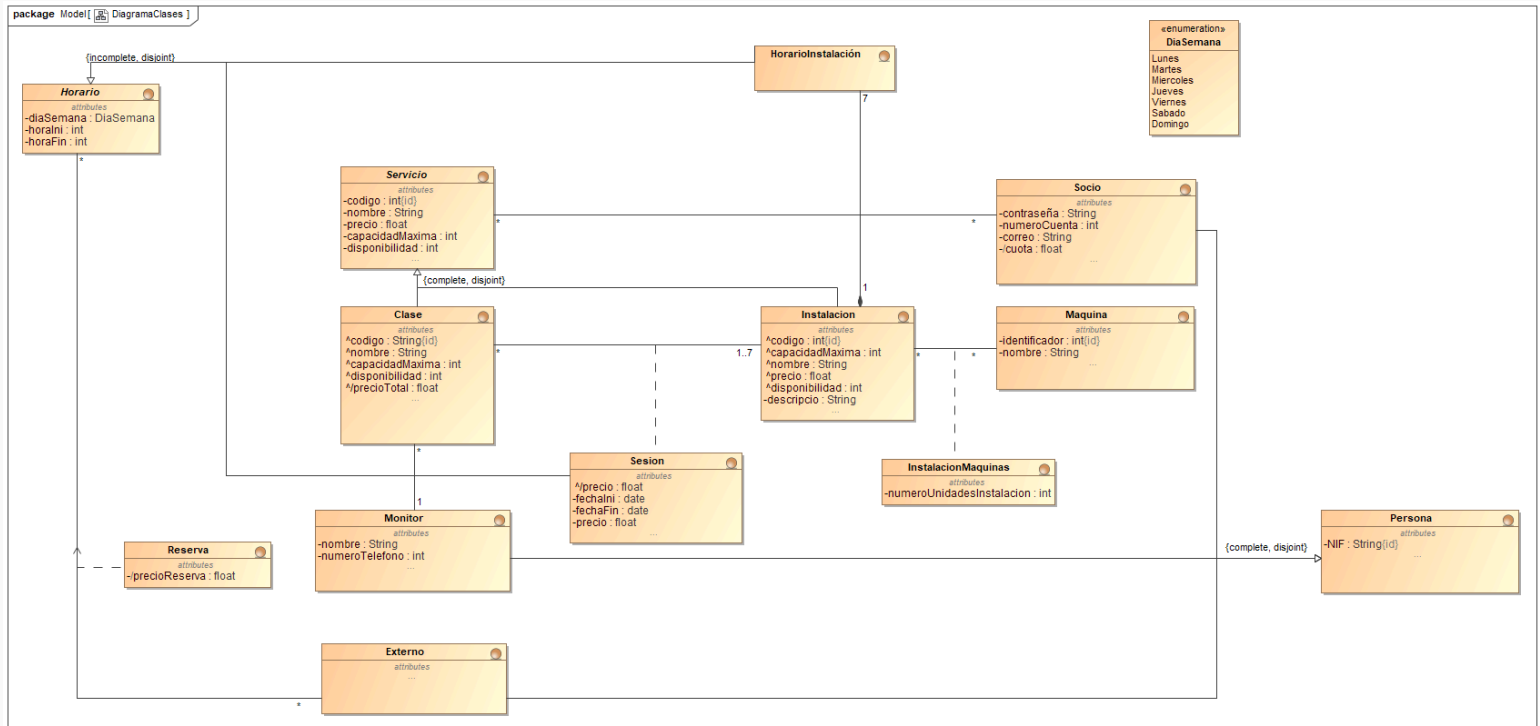 package Model[ DiagramaClases ]
{incomplete, disjoint}
HorarioInstalación
7
«enumeration»
DiaSemana
Lunes
Martes
Miercoles
Jueves
Viernes
Sabado
Domingo
Horario
attributes
-diaSemana : DiaSemana
-horaIni : int
-horaFin : int
*
Servicio
attributes
-codigo : int{id}
-nombre : String
-precio : float
-capacidadMaxima : int
-disponibilidad : int
...
*
*
Socio
attributes
-contraseña : String
-numeroCuenta : int
-correo : String
-/cuota : float
...
{complete, disjoint}
1
Clase
attributes
^codigo : String{id}
^nombre : String
^capacidadMaxima : int
^disponibilidad : int
^/precioTotal : float
...
*
1..7
*
Instalacion
attributes
^codigo : int{id}
^capacidadMaxima : int
^nombre : String
^precio : float
^disponibilidad : int
-descripcio : String
...
*
*
Maquina
attributes
-identificador : int{id}
-nombre : String
...
Sesion
attributes
^/precio : float
-fechaIni : date
-fechaFin : date
-precio : float
...
InstalacionMaquinas
attributes
-numeroUnidadesInstalacion : int
1
Monitor
attributes
-nombre : String
-numeroTelefono : int
...
{complete, disjoint}
Persona
attributes
-NIF : String{id}
...
Reserva
attributes
-/precioReserva : float
Externo
attributes
...
*